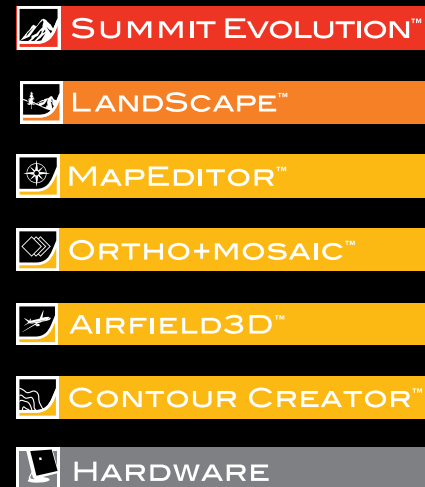 SUMMIT EVOLUTION™
LANDSCAPE™
MAPEDITOR™
ORTHO+MOSAIC™
AIRFIELD3D™
CONTOUR CREATOR™
HARDWARE